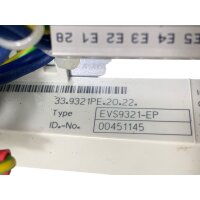 28 E1 E2 E3 E4 E5
33.9321PE.20.22.
Type EVS9321-EP
ID.-No. 00451145